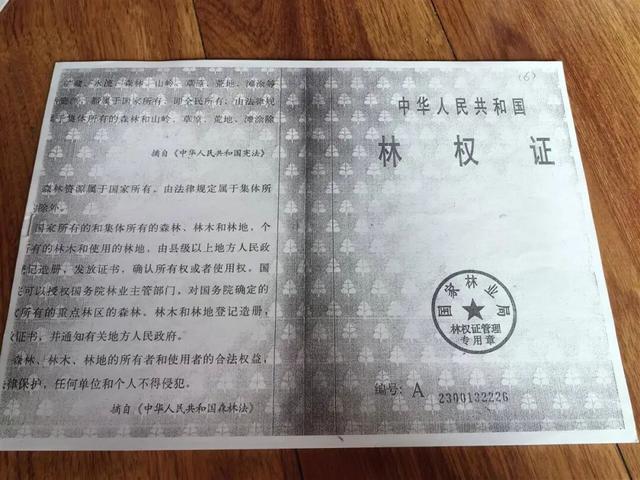 矿藏、水流、森林、山岭、草原、荒地、滩涂等
都属于国家所有，即全民所有；由法律规
属于集体所有的森林和山岭、草原、荒地、滩涂除
摘自《中华人民共和国宪法》
森林资源属于国家所有，由法律规定属于集体所
的除外。
国家所有的和集体所有的森林、林木和林地，个
所有的林木和使用的林地，由县级以上地方人民政
登记造册，发放证书，确认所有权或者使用权。国
可以授权国务院林业主管部门，对国务院确定的
家所有的重点林区的森林、林木和林地登记造册，
放证书，并通知有关地方人民政府。
森林、林木、林地的所有者和使用者的合法权益，
法律保护，任何单位和个人不得侵犯。
摘自《中华人民共和国森林法》
(6)
中华人民共和国
林权证
国家林业局
林权证管理
专用章
编号：A 2300132226